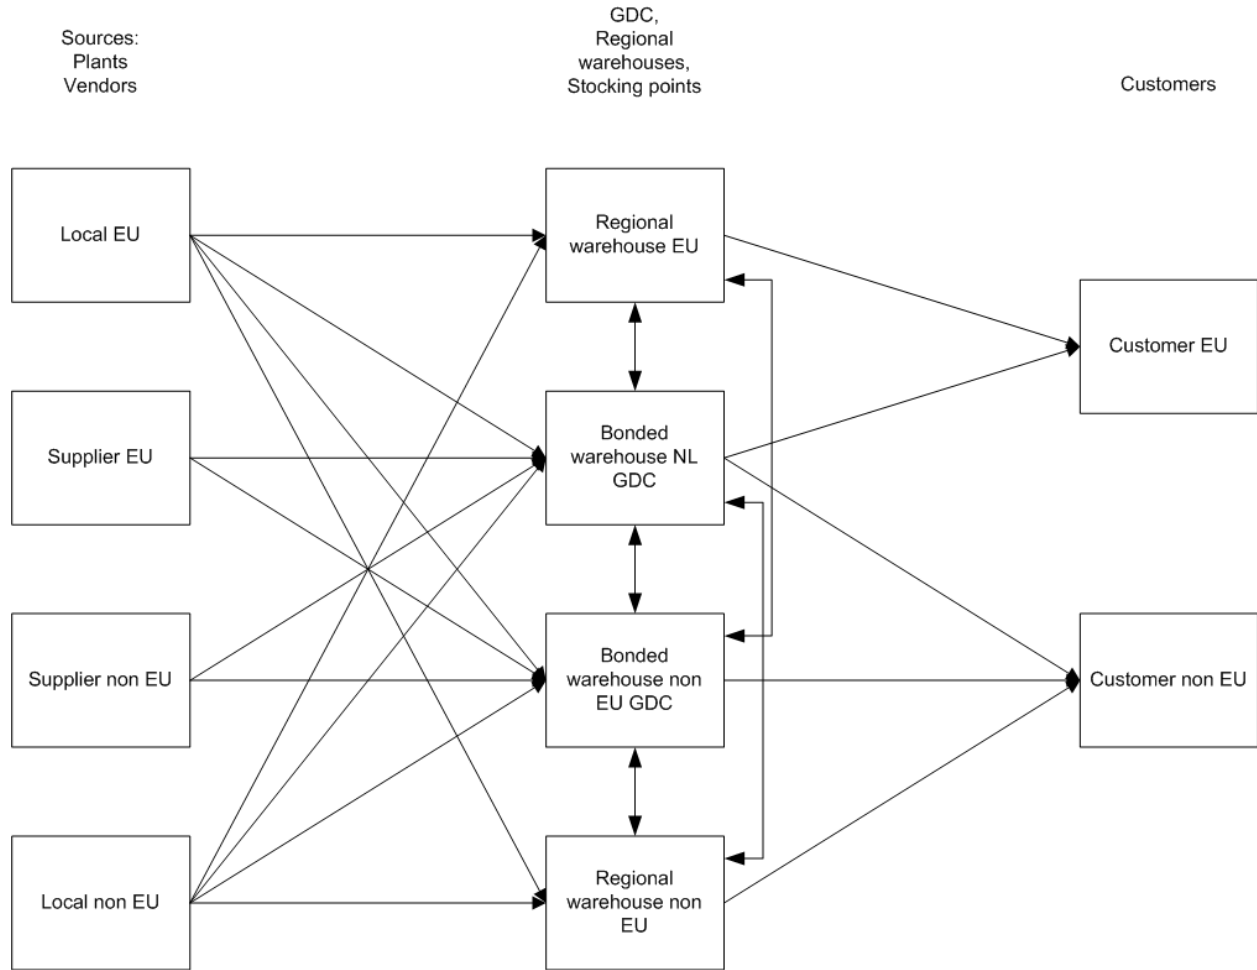 Sources:
Plants
Vendors
GDC,
Regional
warehouses,
Stocking points
Customers
Local EU
Regional
warehouse EU
Customer EU
Supplier EU
Bonded
warehouse NL
GDC
Supplier non EU
Bonded
warehouse non
EU GDC
Customer non EU
Local non EU
Regional
warehouse non
EU